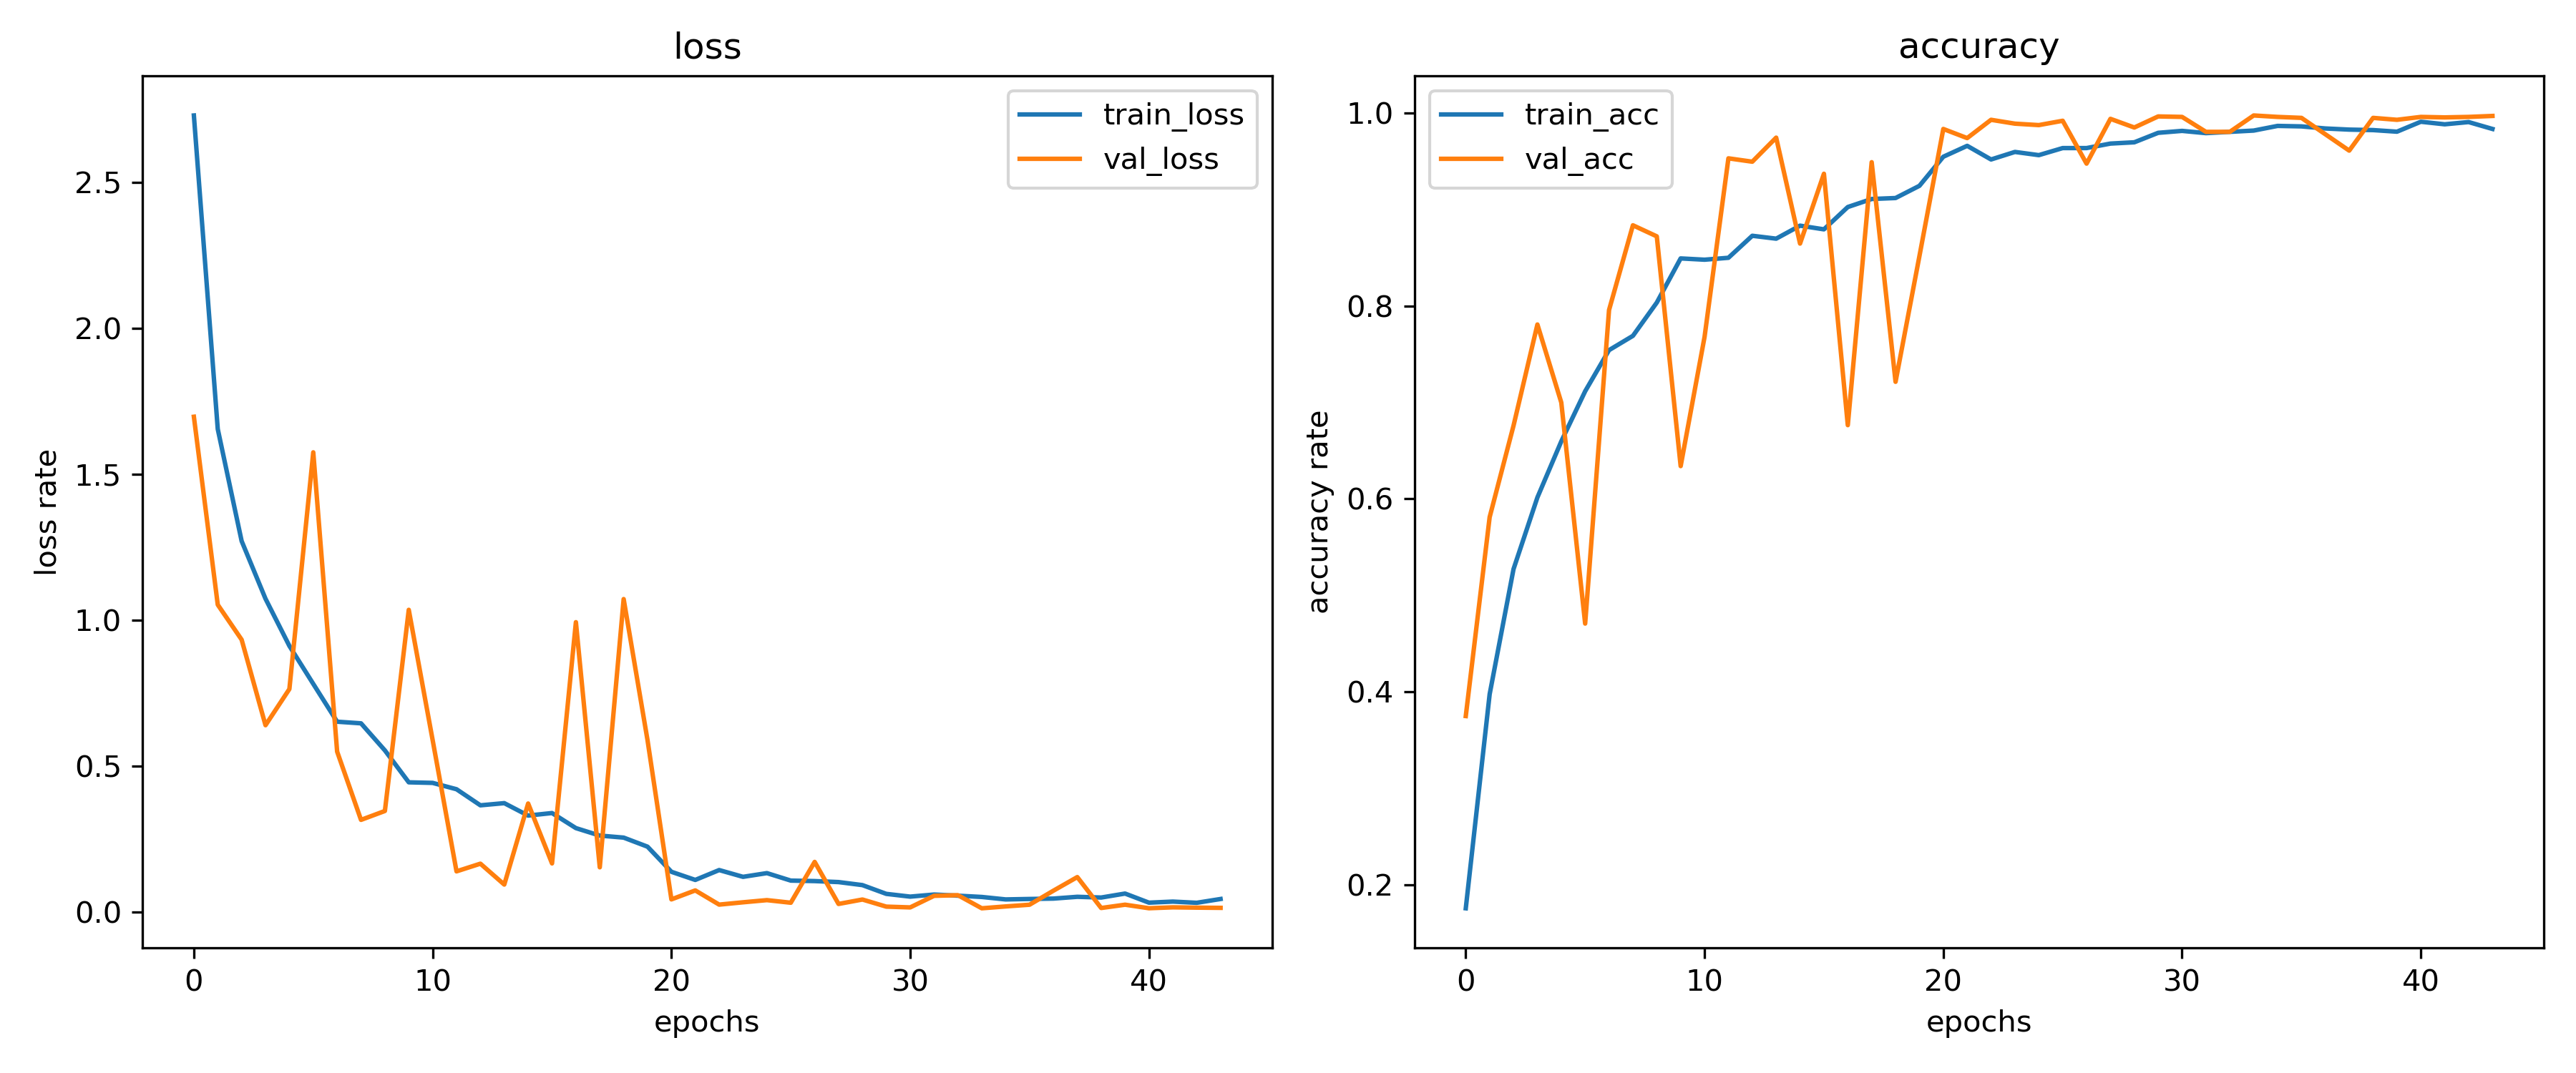 loss
train_loss
val_loss
2.5
2.0
1.5
1.0
0.5
0.0
loss rate
0 10 20 30 40
epochs
accuracy
train_acc
val_acc
1.0
0.8
0.6
0.4
0.2
accuracy rate
0 10 20 30 40
epochs